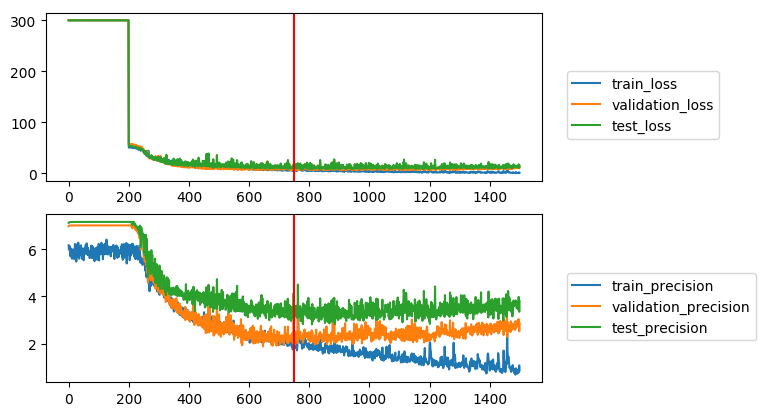 300
200
100
0
0 200 400 600 800 1000 1200 1400
train_loss
validation_loss
test_loss
6
4
2
0 200 400 600 800 1000 1200 1400
train_precision
validation_precision
test_precision